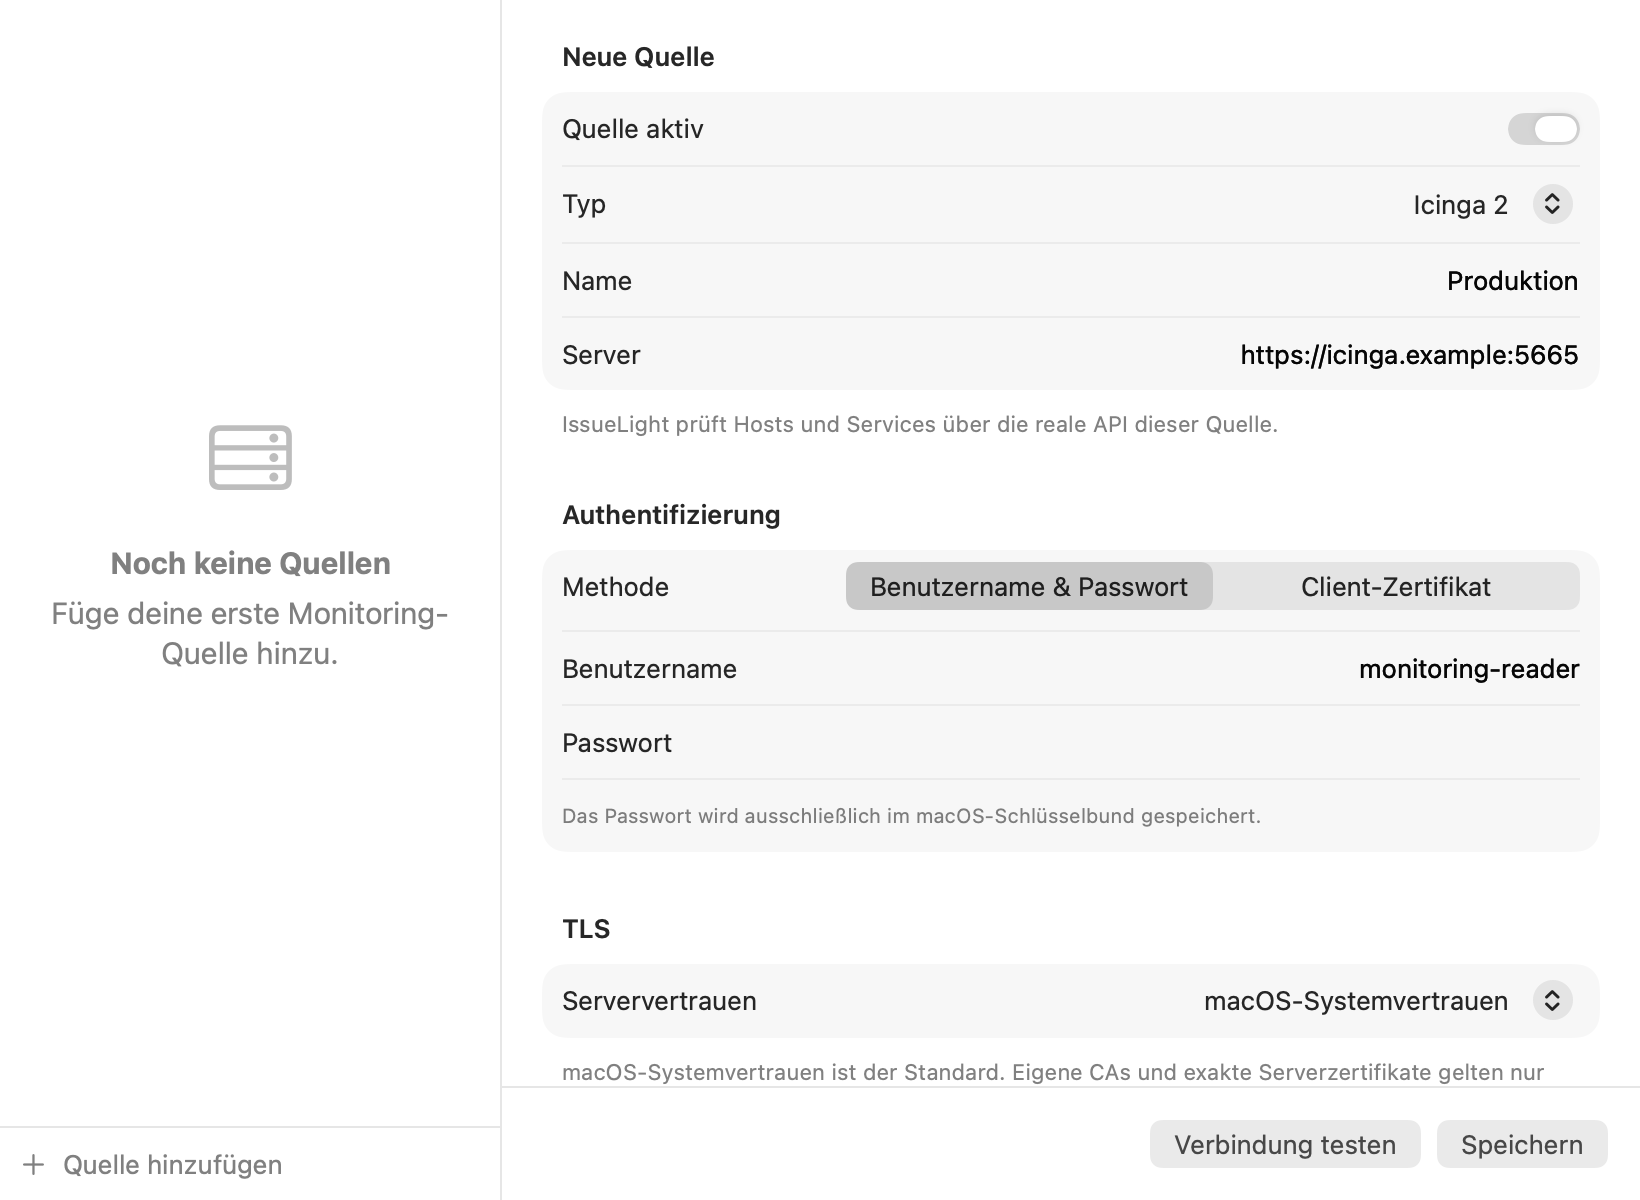 Noch keine Quellen
Füge deine erste Monitoring-
Quelle hinzu.
Quelle hinzufügen
Neue Quelle
Quelle aktiv
Typ Icinga 2
Name Produktion
Server https://icinga.example:5665
IssueLight prüft Hosts und Services über die reale API dieser Quelle.
Authentifizierung
Methode Benutzername & Passwort Client-Zertifikat
Benutzername monitoring-reader
Passwort
Das Passwort wird ausschließlich im macOS-Schlüsselbund gespeichert.
TLS
Serververtrauen macOS-Systemvertrauen
macOS-Systemvertrauen ist der Standard. Eigene CAs und exakte Serverzertifikate gelten nur
Verbindung testen Speichern